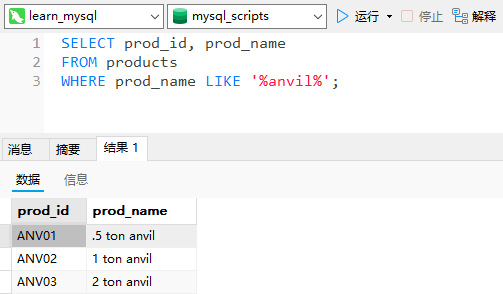 learn_mysql mysql_scripts 运行 停止 解释
1 SELECT prod_id, prod_name
2 FROM products
3 WHERE prod_name LIKE '%anvil%';
消息 摘要 结果 1
数据 信息
prod_id prod_name
ANV01 .5 ton anvil
ANV02 1 ton anvil
ANV03 2 ton anvil